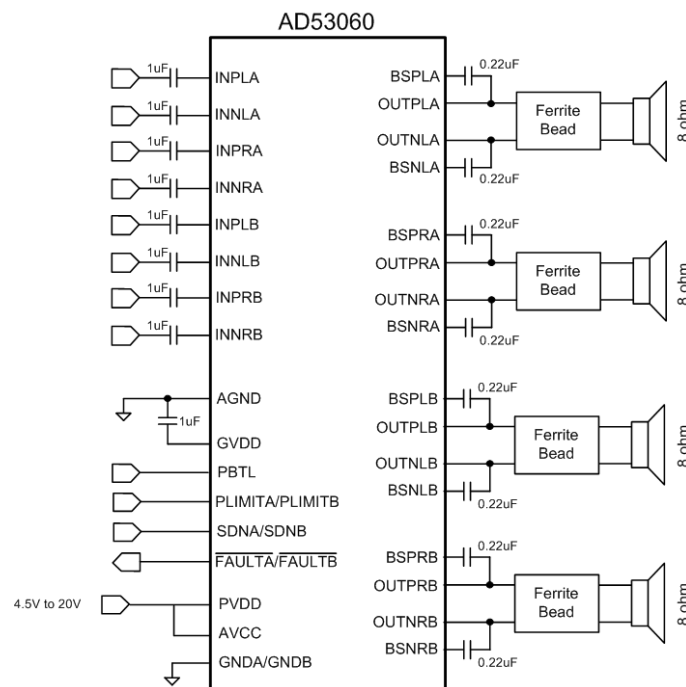 AD53060
1uF
INPLA
1uF
INNLA
1uF
INPRA
1uF
INNRA
1uF
INPLB
1uF
INNLB
1uF
INPRB
1uF
INNRB
AGND
1uF
GVDD
PBTL
PLIMITA/PLIMITB
SDNA/SDNB
FAULTA/FAULTB
4.5V to 20V
PVDD
AVCC
GNDA/GNDB
BSPLA
0.22uF
OUTPLA
Ferrite
Bead
8 ohm
OUTNLA
BSNLA
0.22uF
BSPRA
0.22uF
OUTPRA
Ferrite
Bead
8 ohm
OUTNRA
BSNRA
0.22uF
BSPLB
0.22uF
OUTPLB
Ferrite
Bead
8 ohm
OUTNLB
BSNLB
0.22uF
BSPRB
0.22uF
OUTPRB
Ferrite
Bead
8 ohm
OUTNRB
BSNRB
0.22uF